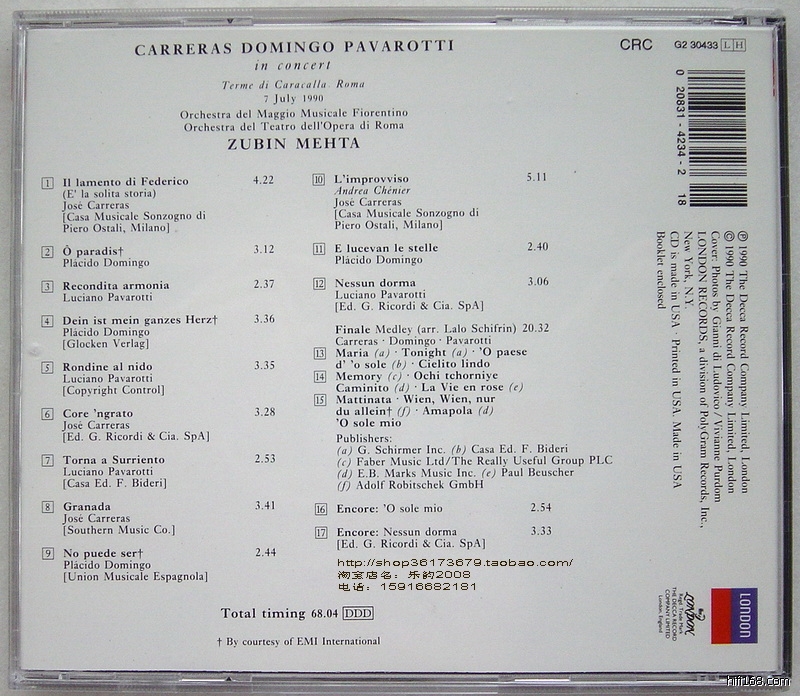 CARRERAS DOMINGO PAVAROTTI
in concert
Terme di Caracalla Roma
7 July 1990
Orchestra del Maggio Musicale Fiorentino
Orchestra del Teatro dell'Opera di Roma
ZUBIN MEHTA
CRC G2 30433 L H
0 20831-4234-2 18
1 Il lamento di Federico 4.22
(E' la solita storia)
José Carreras
[Casa Musicale Sonzogno di
Piero Ostali, Milano]
2 Ô paradis† 3.12
Plácido Domingo
3 Recondita armonia 2.37
Luciano Pavarotti
4 Dein ist mein ganzes Herz† 3.36
Plácido Domingo
[Glocken Verlag]
5 Rondine al nido 3.35
Luciano Pavarotti
[Copyright Control]
6 Core 'ngrato 3.28
José Carreras
[Ed. G. Ricordi & Cia. SpA]
7 Torna a Surriento 2.53
Luciano Pavarotti
[Casa Ed. F. Bideri]
8 Granada 3.41
José Carreras
[Southern Music Co.]
9 No puede ser† 2.44
Plácido Domingo
[Union Musicale Espagnola]
10 L'improvviso 5.11
Andrea Chénier
José Carreras
[Casa Musicale Sonzogno di
Piero Ostali, Milano]
11 E lucevan le stelle 2.40
Plácido Domingo
12 Nessun dorma 3.06
Luciano Pavarotti
[Ed. G. Ricordi & Cia. SpA]
Finale Medley (arr. Lalo Schifrin) 20.32
Carreras · Domingo · Pavarotti
13 Maria (a) · Tonight (a) · 'O paese
d' 'o sole (b) · Cielito lindo
14 Memory (c) · Ochi tchorniye
Caminito (d) · La Vie en rose (e)
15 Mattinata · Wien, Wien, nur
du allein† (f) · Amapola (d)
'O sole mio
Publishers:
(a) G. Schirmer Inc. (b) Casa Ed. F. Bideri
(c) Faber Music Ltd/The Really Useful Group PLC
(d) E.B. Marks Music Inc. (e) Paul Beuscher
(f) Adolf Robitschek GmbH
16 Encore: 'O sole mio 2.54
17 Encore: Nessun dorma 3.33
[Ed. G. Ricordi & Cia. SpA]
http://shop36173679.taobao.com/
淘宝店名：乐韵2008
电话：15916682181
Total timing 68.04 DDD
† By courtesy of EMI International
℗ 1990 The Decca Record Company Limited, London
© 1990 The Decca Record Company Limited, London
Cover: Photos by Gianni di Ludovico / Vivianne Purdom
LONDON RECORDS, a division of PolyGram Records, Inc.,
New York, N.Y.
CD is made in USA · Printed in USA. Made in USA
Booklet enclosed
LONDON
LONDON
Regd. Trade Mark
THE DECCA RECORD
COMPANY LIMITED
London, England
hifi168.com